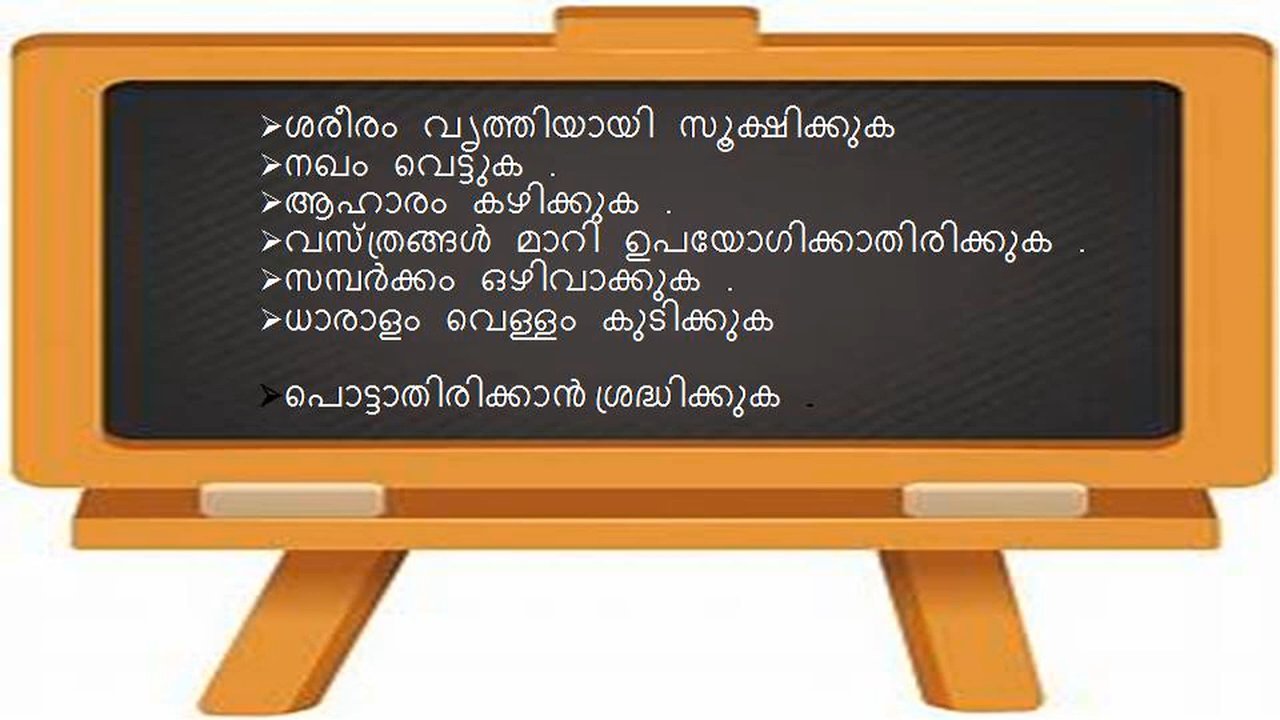 ➢ശരീരം വൃത്തിയായി സൂക്ഷിക്കുക
➢നഖം വെട്ടുക .
➢ആഹാരം കഴിക്കുക .
➢വസ്ത്രങ്ങൾ മാറി ഉപയോഗിക്കാതിരിക്കുക .
➢സമ്പർക്കം ഒഴിവാക്കുക .
➢ധാരാളം വെള്ളം കുടിക്കുക
➢പൊട്ടാതിരിക്കാൻ ശ്രദ്ധിക്കുക .